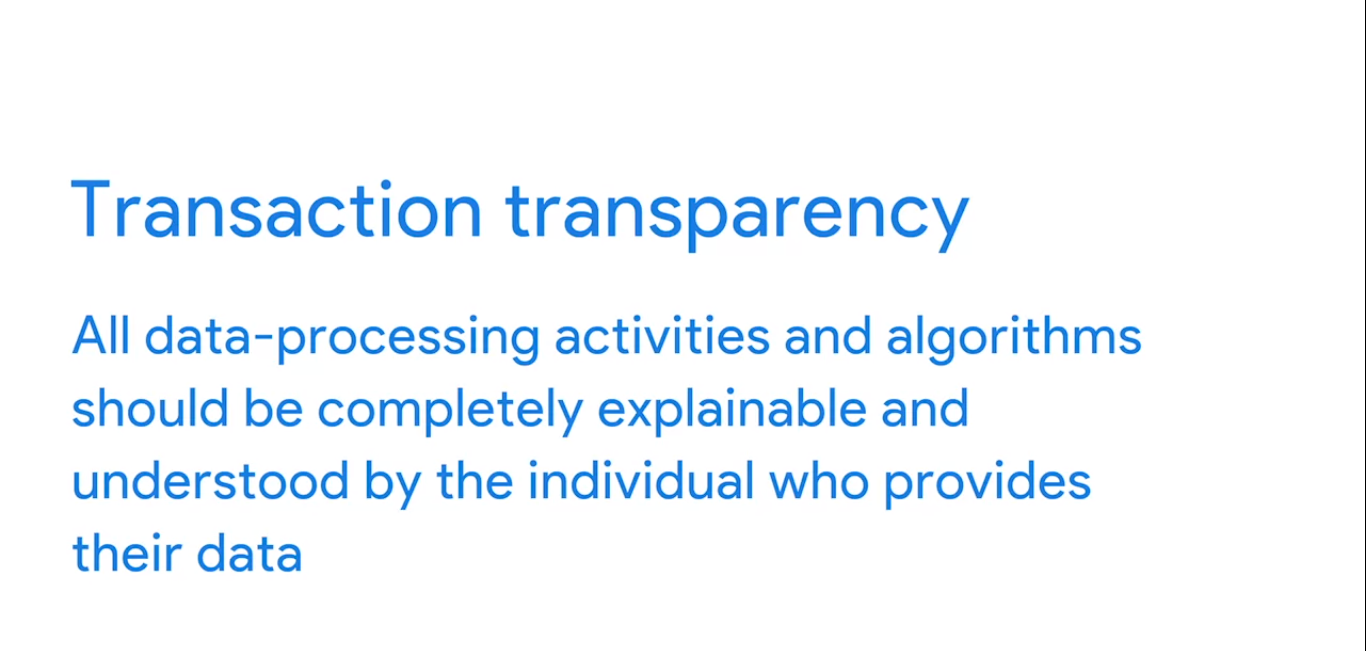 Transaction transparency
All data-processing activities and algorithms
should be completely explainable and
understood by the individual who provides
their data